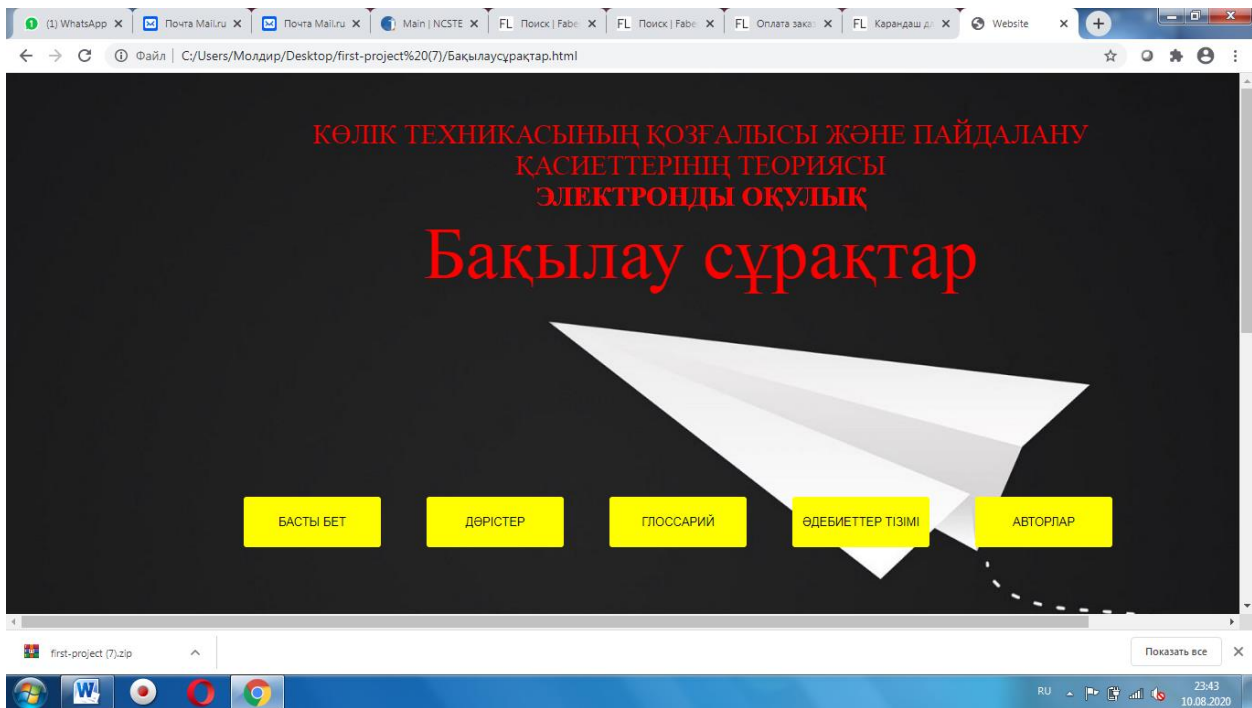 (1) WhatsApp
Почта Mail.ru
Почта Mail.ru
Main | NCSTE
FL Поиск | Fabe
FL Поиск | Fabe
FL Оплата зака
FL Карандаш д
Website
Файл | C:/Users/Молдир/Desktop/first-project%20(7)/Бақылаусұрақтар.html
КӨЛІК ТЕХНИКАСЫНЫҢ ҚОЗҒАЛЫСЫ ЖӘНЕ ПАЙДАЛАНУ
ҚАСИЕТТЕРІНІҢ ТЕОРИЯСЫ
ЭЛЕКТРОНДЫ ОҚУЛЫҚ
Бақылау сұрақтар
БАСТЫ БЕТ
ДӘРІСТЕР
ГЛОССАРИЙ
ӘДЕБИЕТТЕР ТІЗІМІ
АВТОРЛАР
first-project (7).zip
Показать все
RU
23:43
10.08.2020